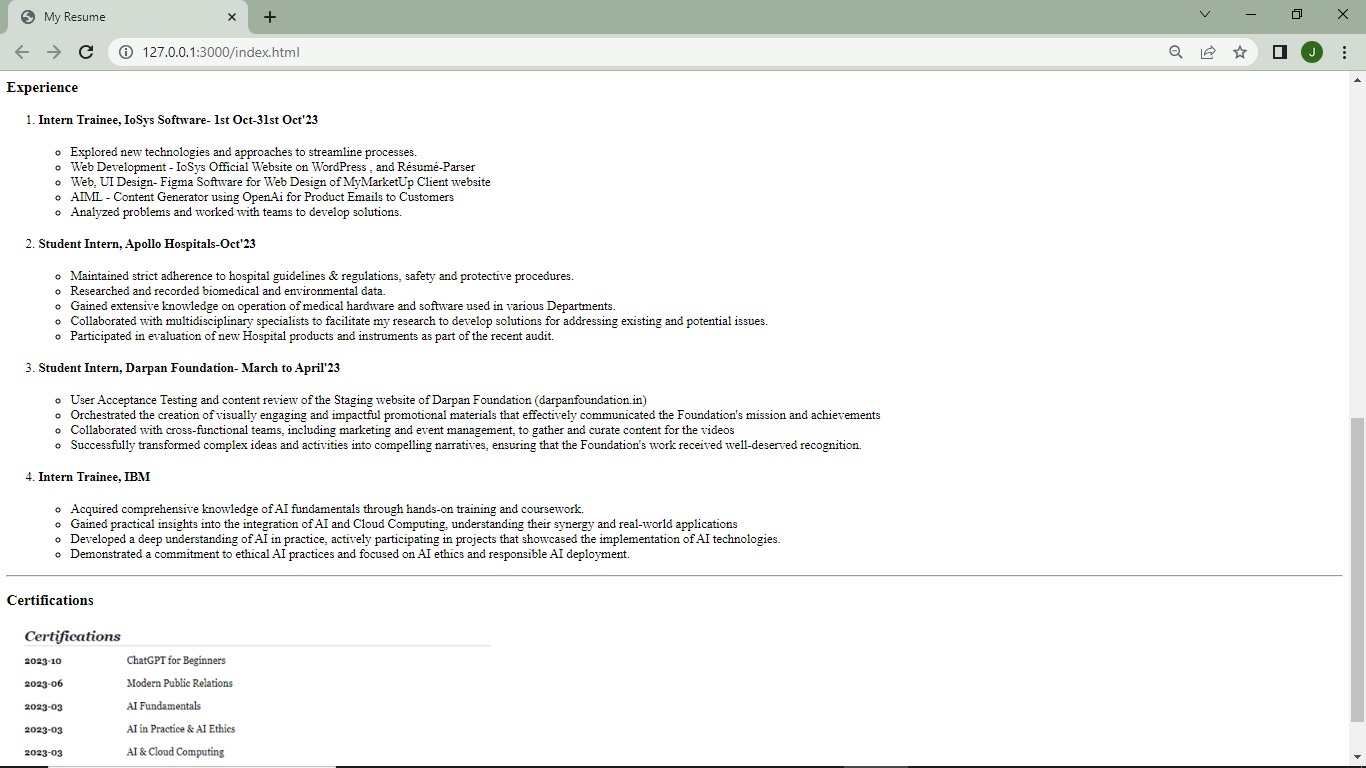 My Resume
127.0.0.1:3000/index.html
J
Experience
1. Intern Trainee, IoSys Software- 1st Oct-31st Oct'23
Explored new technologies and approaches to streamline processes.
Web Development - IoSys Official Website on WordPress , and Résumé-Parser
Web, UI Design- Figma Software for Web Design of MyMarketUp Client website
AIML - Content Generator using OpenAi for Product Emails to Customers
Analyzed problems and worked with teams to develop solutions.
2. Student Intern, Apollo Hospitals-Oct'23
Maintained strict adherence to hospital guidelines & regulations, safety and protective procedures.
Researched and recorded biomedical and environmental data.
Gained extensive knowledge on operation of medical hardware and software used in various Departments.
Collaborated with multidisciplinary specialists to facilitate my research to develop solutions for addressing existing and potential issues.
Participated in evaluation of new Hospital products and instruments as part of the recent audit.
3. Student Intern, Darpan Foundation- March to April'23
User Acceptance Testing and content review of the Staging website of Darpan Foundation (darpanfoundation.in)
Orchestrated the creation of visually engaging and impactful promotional materials that effectively communicated the Foundation's mission and achievements
Collaborated with cross-functional teams, including marketing and event management, to gather and curate content for the videos
Successfully transformed complex ideas and activities into compelling narratives, ensuring that the Foundation's work received well-deserved recognition.
4. Intern Trainee, IBM
Acquired comprehensive knowledge of AI fundamentals through hands-on training and coursework.
Gained practical insights into the integration of AI and Cloud Computing, understanding their synergy and real-world applications
Developed a deep understanding of AI in practice, actively participating in projects that showcased the implementation of AI technologies.
Demonstrated a commitment to ethical AI practices and focused on AI ethics and responsible AI deployment.
Certifications
Certifications
2023-10 ChatGPT for Beginners
2023-06 Modern Public Relations
2023-03 AI Fundamentals
2023-03 AI in Practice & AI Ethics
2023-03 AI & Cloud Computing